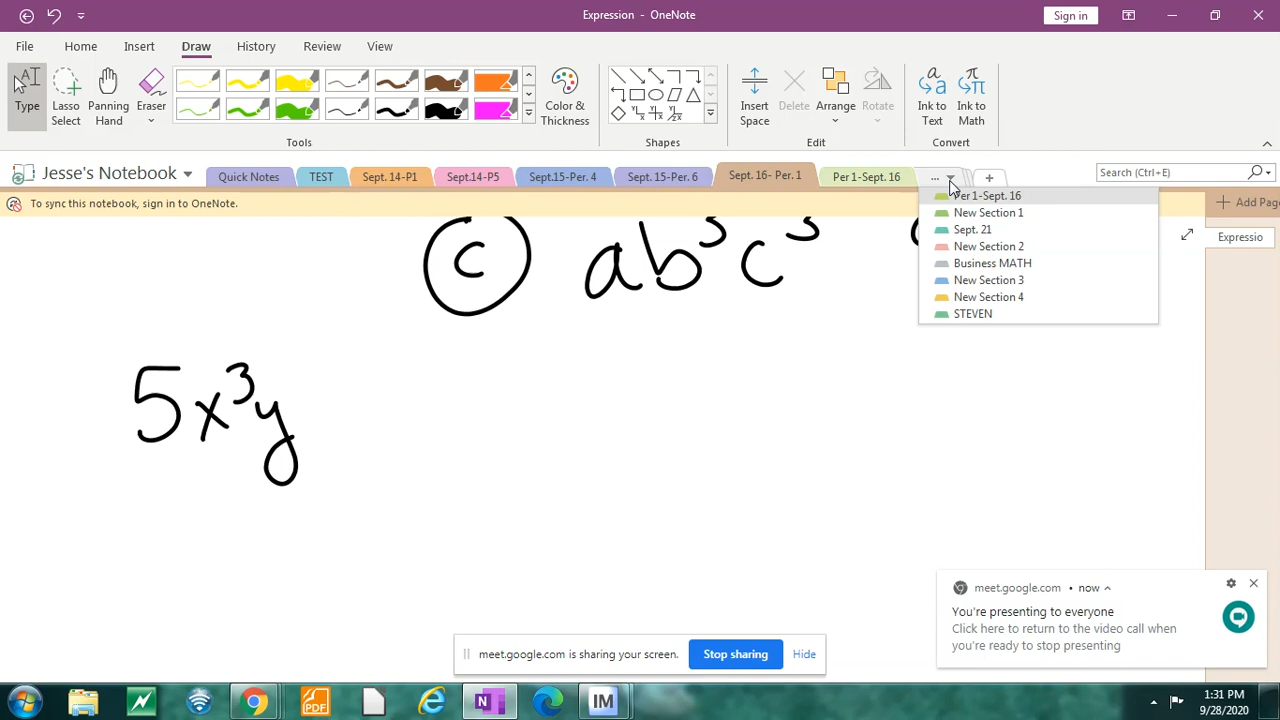 Expression - OneNote
Sign in
File Home Insert Draw History Review View
Type
Lasso Select
Panning Hand
Eraser
Color & Thickness
Insert Space
Delete
Arrange
Rotate
Ink to Text
Ink to Math
Tools
Shapes
Edit
Convert
Jesse's Notebook
Quick Notes
TEST
Sept. 14-P1
Sept.14-P5
Sept.15-Per. 4
Sept. 15-Per. 6
Sept. 16- Per. 1
Per 1-Sept. 16
...
Search (Ctrl+E)
To sync this notebook, sign in to OneNote.
Add Pag
Per 1-Sept. 16
New Section 1
Sept. 21
New Section 2
Business MATH
New Section 3
New Section 4
STEVEN
Expressio
c ab³c³
5x³y
meet.google.com • now
You're presenting to everyone
Click here to return to the video call when
you're ready to stop presenting
meet.google.com is sharing your screen. Stop sharing Hide
IM
1:31 PM
9/28/2020